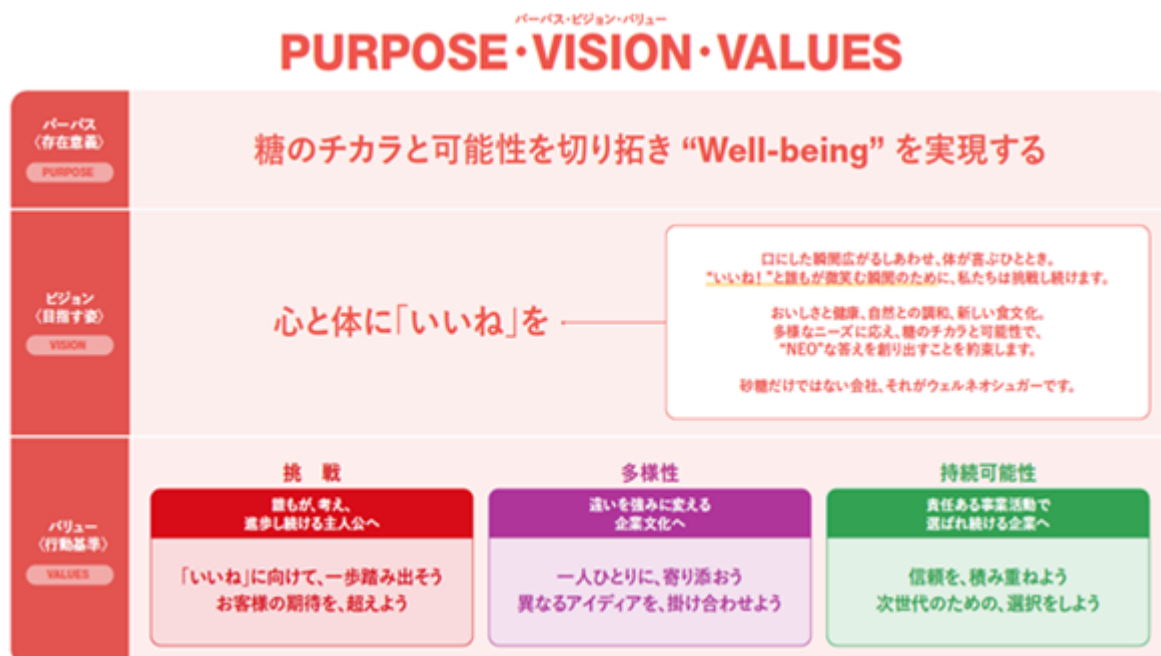 パーパス・ビジョン・バリュー
PURPOSE・VISION・VALUES
パーパス
〈存在意義〉
PURPOSE
糖のチカラと可能性を切り拓き “Well-being” を実現する
ビジョン
〈目指す姿〉
VISION
心と体に「いいね」を
口にした瞬間広がるしあわせ、体が喜ぶひととき。
“いいね！”と誰もが微笑む瞬間のために、私たちは挑戦し続けます。
おいしさと健康、自然との調和、新しい食文化。
多様なニーズに応え、糖のチカラと可能性で、
“NEO”な答えを創り出すことを約束します。
砂糖だけではない会社、それがウェルネオシュガーです。
バリュー
〈行動基準〉
VALUES
挑 戦
誰もが、考え、
進歩し続ける主人公へ
「いいね」に向けて、一歩踏み出そう
お客様の期待を、超えよう
多様性
違いを強みに変える
企業文化へ
一人ひとりに、寄り添おう
異なるアイディアを、掛け合わせよう
持続可能性
責任ある事業活動で
選ばれ続ける企業へ
信頼を、積み重ねよう
次世代のための、選択をしよう